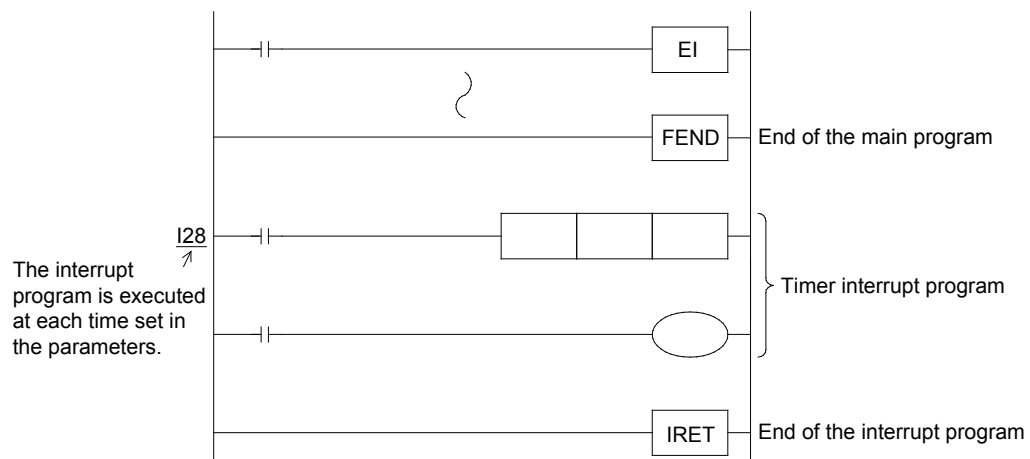 EI
FEND
End of the main program
I28
The interrupt
program is executed
at each time set in
the parameters.
Timer interrupt program
IRET
End of the interrupt program